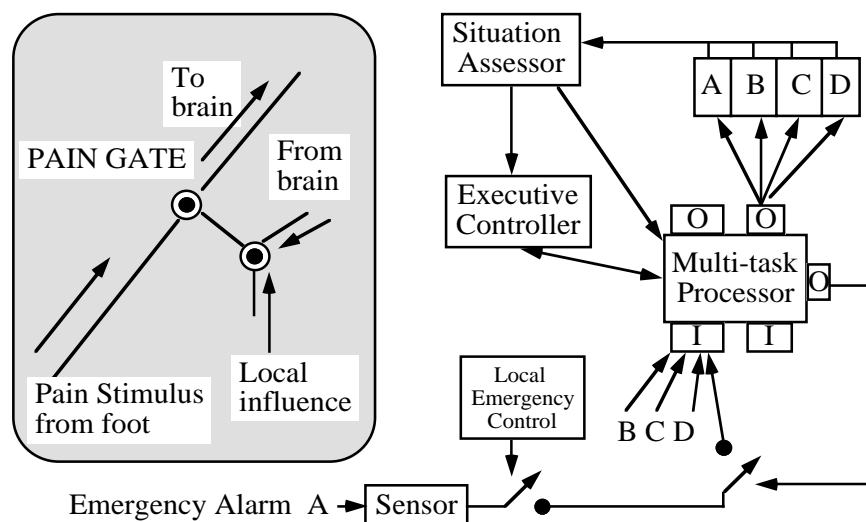 To
brain
PAIN GATE
From
brain
Pain Stimulus
from foot
Local
influence
Situation
Assessor
A B C D
Executive
Controller
O O
Multi-task
Processor
O
I I
B C D
Local
Emergency
Control
Emergency Alarm A
Sensor